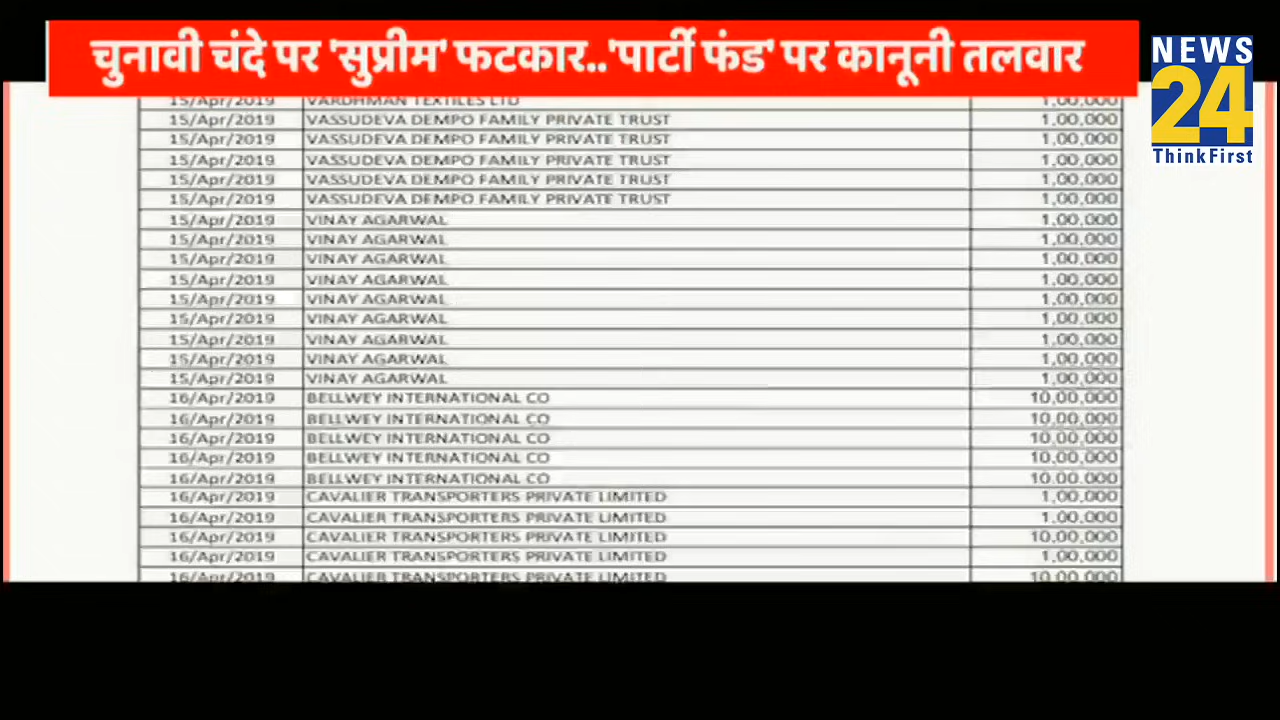 चुनावी चंदे पर 'सुप्रीम' फटकार..'पार्टी फंड' पर कानूनी तलवार
NEWS
24
ThinkFirst
15/Apr/2019 VARDHMAN TEXTILES LTD 1,00,000
15/Apr/2019 VASSUDEVA DEMPO FAMILY PRIVATE TRUST 1,00,000
15/Apr/2019 VASSUDEVA DEMPO FAMILY PRIVATE TRUST 1,00,000
15/Apr/2019 VASSUDEVA DEMPO FAMILY PRIVATE TRUST 1,00,000
15/Apr/2019 VASSUDEVA DEMPO FAMILY PRIVATE TRUST 1,00,000
15/Apr/2019 VASSUDEVA DEMPO FAMILY PRIVATE TRUST 1,00,000
15/Apr/2019 VINAY AGARWAL 1,00,000
15/Apr/2019 VINAY AGARWAL 1,00,000
15/Apr/2019 VINAY AGARWAL 1,00,000
15/Apr/2019 VINAY AGARWAL 1,00,000
15/Apr/2019 VINAY AGARWAL 1,00,000
15/Apr/2019 VINAY AGARWAL 1,00,000
15/Apr/2019 VINAY AGARWAL 1,00,000
15/Apr/2019 VINAY AGARWAL 1,00,000
15/Apr/2019 VINAY AGARWAL 1,00,000
16/Apr/2019 BELLWEY INTERNATIONAL CO 10,00,000
16/Apr/2019 BELLWEY INTERNATIONAL CO 10,00,000
16/Apr/2019 BELLWEY INTERNATIONAL CO 10,00,000
16/Apr/2019 BELLWEY INTERNATIONAL CO 10,00,000
16/Apr/2019 BELLWEY INTERNATIONAL CO 10,00,000
16/Apr/2019 CAVALIER TRANSPORTERS PRIVATE LIMITED 1,00,000
16/Apr/2019 CAVALIER TRANSPORTERS PRIVATE LIMITED 1,00,000
16/Apr/2019 CAVALIER TRANSPORTERS PRIVATE LIMITED 10,00,000
16/Apr/2019 CAVALIER TRANSPORTERS PRIVATE LIMITED 1,00,000
16/Apr/2019 CAVALIER TRANSPORTERS PRIVATE LIMITED 10,00,000